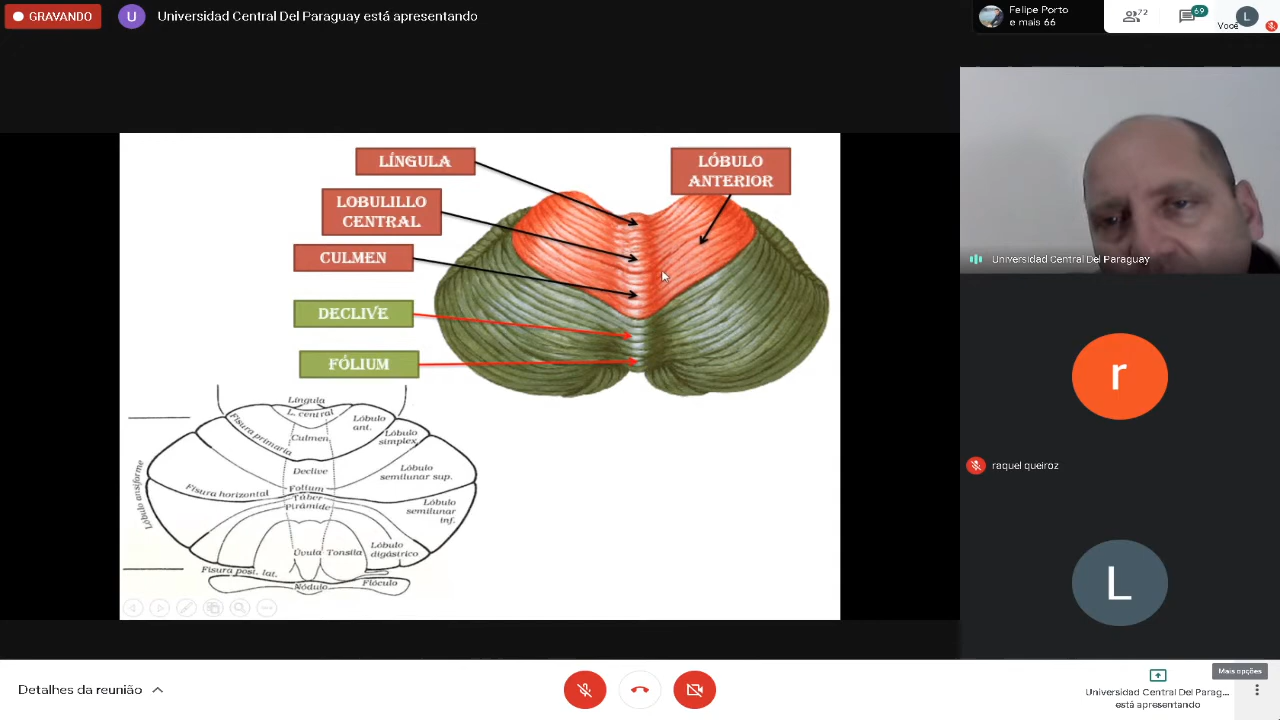 GRAVANDO
U
Universidad Central Del Paraguay está apresentando
Felipe Porto
e mais 66
72
69
L
Você
LÍNGULA
LÓBULO
ANTERIOR
LOBULILLO
CENTRAL
CULMEN
DECLIVE
FÓLIUM
Universidad Central Del Paraguay
Língula
L. central
Fisura primaria
Lóbulo
ant.
Culmen
Lóbulo
simplex
Declive
Lóbulo
semilunar sup.
Lóbulo ansiforme
Fisura horizontal
Folium
Túber
Pirámide
Lóbulo
semilunar
inf.
Úvula
Tonsila
Lóbulo
digástrico
Fisura post. lat.
Nódulo
Flóculo
r
raquel queiroz
L
Detalhes da reunião
Mais opções
Universidad Central Del Parag...
está apresentando